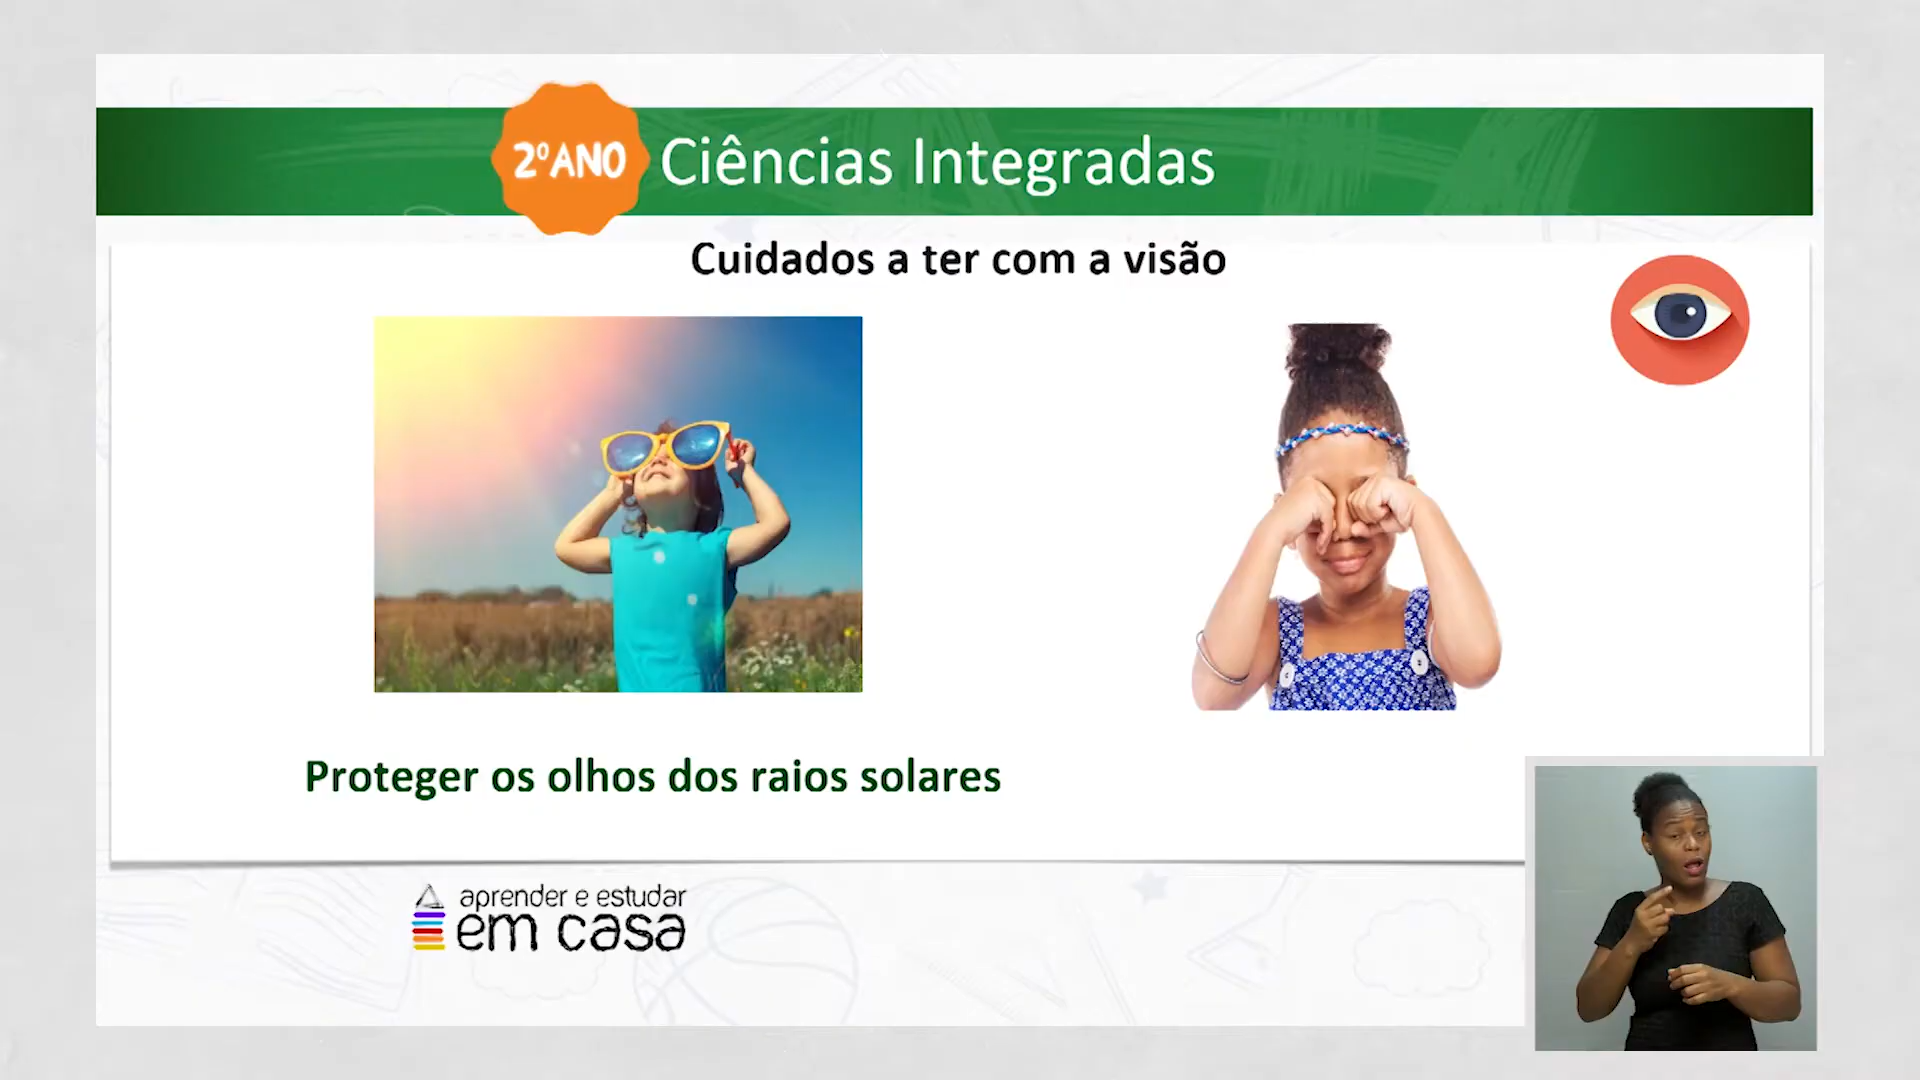 2ºANO
Ciências Integradas
Cuidados a ter com a visão
Proteger os olhos dos raios solares
aprender e estudar
em casa